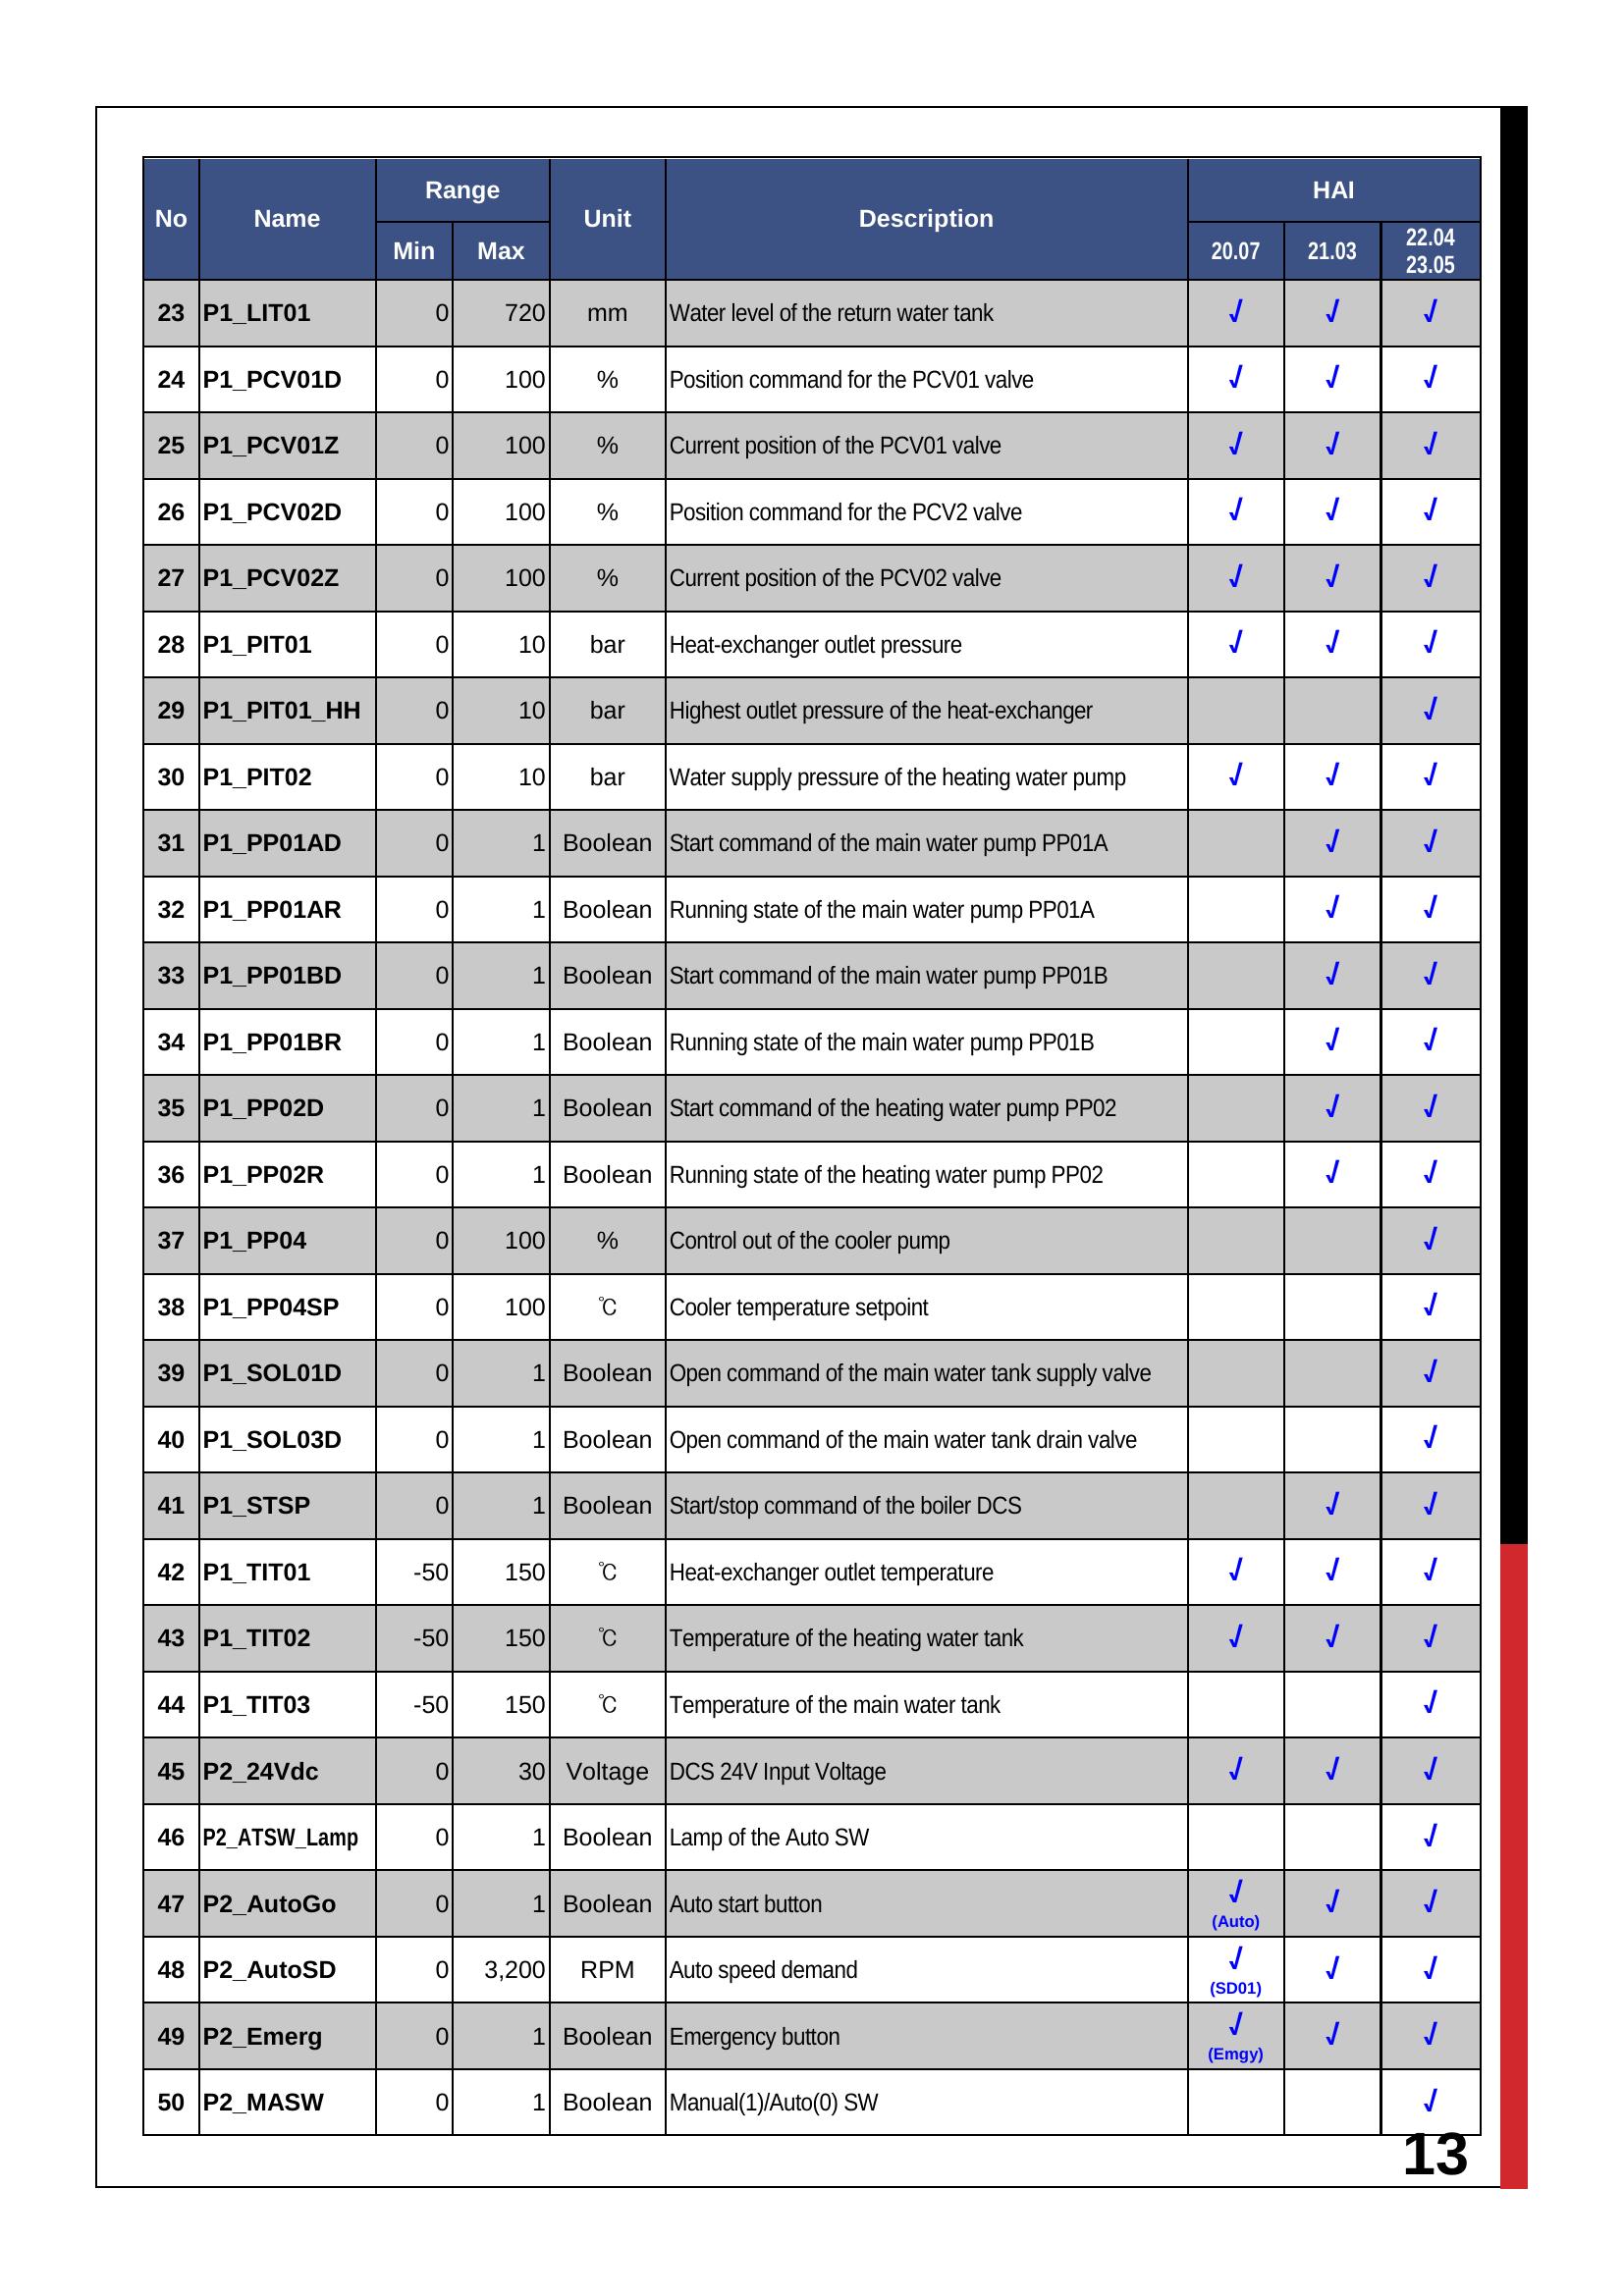 No Name Range Unit Description HAI
Min Max 20.07 21.03 22.04 23.05
23 P1_LIT01 0 720 mm Water level of the return water tank √ √ √
24 P1_PCV01D 0 100 % Position command for the PCV01 valve √ √ √
25 P1_PCV01Z 0 100 % Current position of the PCV01 valve √ √ √
26 P1_PCV02D 0 100 % Position command for the PCV2 valve √ √ √
27 P1_PCV02Z 0 100 % Current position of the PCV02 valve √ √ √
28 P1_PIT01 0 10 bar Heat-exchanger outlet pressure √ √ √
29 P1_PIT01_HH 0 10 bar Highest outlet pressure of the heat-exchanger √
30 P1_PIT02 0 10 bar Water supply pressure of the heating water pump √ √ √
31 P1_PP01AD 0 1 Boolean Start command of the main water pump PP01A √ √
32 P1_PP01AR 0 1 Boolean Running state of the main water pump PP01A √ √
33 P1_PP01BD 0 1 Boolean Start command of the main water pump PP01B √ √
34 P1_PP01BR 0 1 Boolean Running state of the main water pump PP01B √ √
35 P1_PP02D 0 1 Boolean Start command of the heating water pump PP02 √ √
36 P1_PP02R 0 1 Boolean Running state of the heating water pump PP02 √ √
37 P1_PP04 0 100 % Control out of the cooler pump √
38 P1_PP04SP 0 100 ℃ Cooler temperature setpoint √
39 P1_SOL01D 0 1 Boolean Open command of the main water tank supply valve √
40 P1_SOL03D 0 1 Boolean Open command of the main water tank drain valve √
41 P1_STSP 0 1 Boolean Start/stop command of the boiler DCS √ √
42 P1_TIT01 -50 150 ℃ Heat-exchanger outlet temperature √ √ √
43 P1_TIT02 -50 150 ℃ Temperature of the heating water tank √ √ √
44 P1_TIT03 -50 150 ℃ Temperature of the main water tank √
45 P2_24Vdc 0 30 Voltage DCS 24V Input Voltage √ √ √
46 P2_ATSW_Lamp 0 1 Boolean Lamp of the Auto SW √
47 P2_AutoGo 0 1 Boolean Auto start button √ (Auto) √ √
48 P2_AutoSD 0 3,200 RPM Auto speed demand √ (SD01) √ √
49 P2_Emerg 0 1 Boolean Emergency button √ (Emgy) √ √
50 P2_MASW 0 1 Boolean Manual(1)/Auto(0) SW √
13